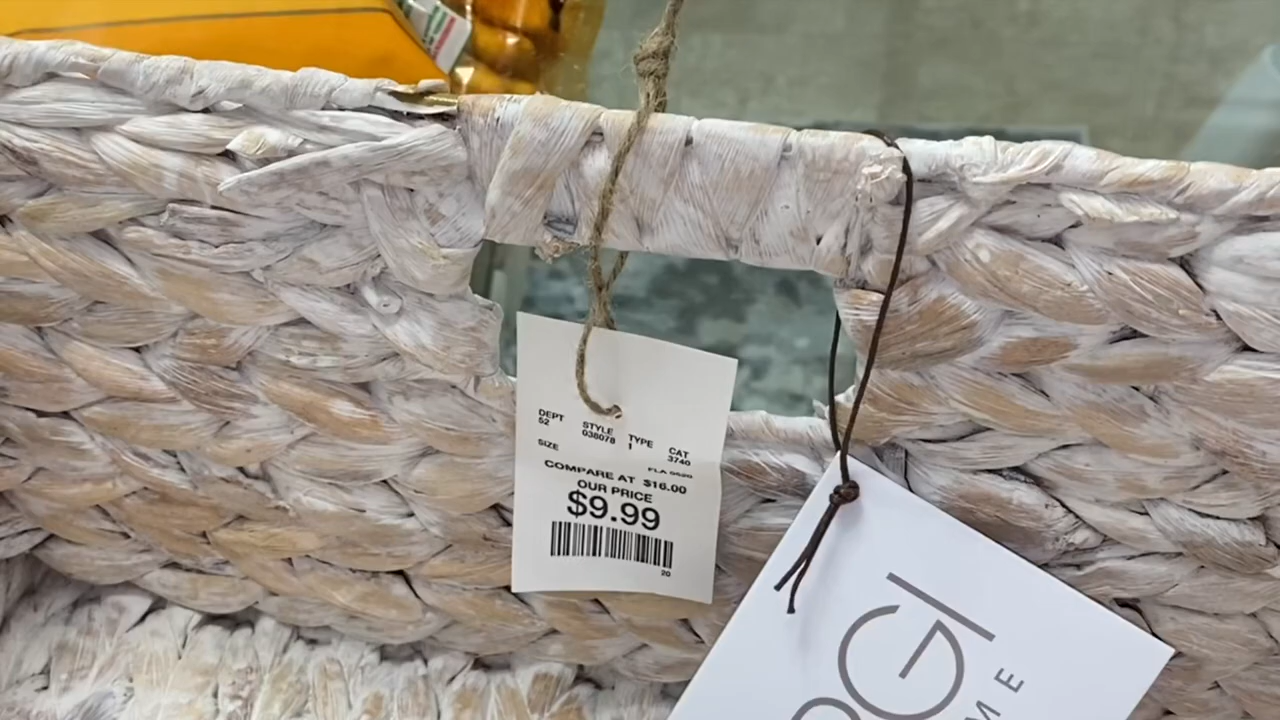 DEPT STYLE TYPE CAT
52 038078 1 3740
SIZE
COMPARE AT $16.00
OUR PRICE
$9.99
20